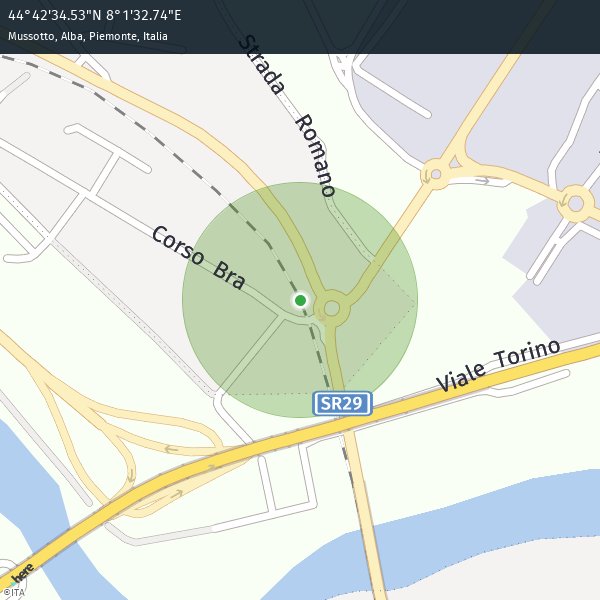 44°42'34.53"N 8°1'32.74"E
Mussotto, Alba, Piemonte, Italia
Strada Romano
Corso Bra
Viale Torino
SR29
here
©ITA